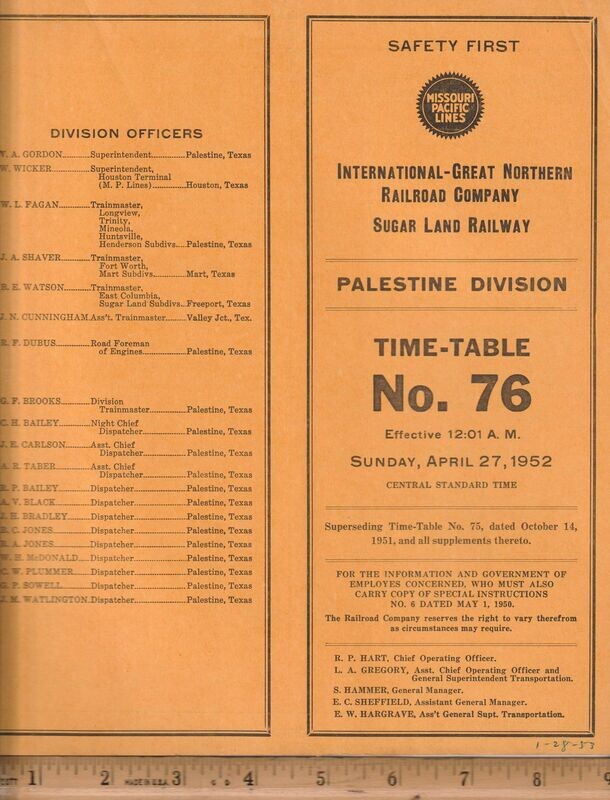 DIVISION OFFICERS
V. A. GORDON............Superintendent................Palestine, Texas
W. WICKER................Superintendent,
Houston Terminal
(M. P. Lines)...............Houston, Texas
W. L. FAGAN..............Trainmaster,
Longview,
Trinity,
Mineola,
Huntsville,
Henderson Subdivs.....Palestine, Texas
J. A. SHAVER.............Trainmaster,
Fort Worth,
Mart Subdivs...............Mart, Texas
B. E. WATSON............Trainmaster,
East Columbia,
Sugar Land Subdivs..Freeport, Texas
J. N. CUNNINGHAM.Ass't. Trainmaster........Valley Jct., Tex.
R. F. DUBUS..............Road Foreman
of Engines..................Palestine, Texas
G. F. BROOKS............Division
Trainmaster...............Palestine, Texas
C. H. BAILEY.............Night Chief
Dispatcher..................Palestine, Texas
J. E. CARLSON...........Asst. Chief
Dispatcher..................Palestine, Texas
A. R. TABER..............Asst. Chief
Dispatcher..................Palestine, Texas
R. P. BAILEY.............Dispatcher.....................Palestine, Texas
A. V. BLACK..............Dispatcher.....................Palestine, Texas
J. H. BRADLEY..........Dispatcher.....................Palestine, Texas
B. C. JONES..............Dispatcher.....................Palestine, Texas
R. A. JONES..............Dispatcher.....................Palestine, Texas
W. H. McDONALD.....Dispatcher.....................Palestine, Texas
C. W. PLUMMER........Dispatcher.....................Palestine, Texas
G. P. SOWELL............Dispatcher.....................Palestine, Texas
J. M. WATLINGTON.Dispatcher.....................Palestine, Texas
SAFETY FIRST
MISSOURI
PACIFIC
LINES
INTERNATIONAL-GREAT NORTHERN
RAILROAD COMPANY
SUGAR LAND RAILWAY
PALESTINE DIVISION
TIME-TABLE
No. 76
Effective 12:01 A. M.
SUNDAY, APRIL 27, 1952
CENTRAL STANDARD TIME
Superseding Time-Table No. 75, dated October 14,
1951, and all supplements thereto.
FOR THE INFORMATION AND GOVERNMENT OF
EMPLOYES CONCERNED, WHO MUST ALSO
CARRY COPY OF SPECIAL INSTRUCTIONS
NO. 6 DATED MAY 1, 1950.
The Railroad Company reserves the right to vary therefrom
as circumstances may require.
R. P. HART, Chief Operating Officer.
L. A. GREGORY, Asst. Chief Operating Officer and
General Superintendent Transportation.
S. HAMMER, General Manager.
E. C. SHEFFIELD, Assistant General Manager.
E. W. HARGRAVE, Ass't General Supt. Transportation.
1-28-53
1 2 MADE IN U.S.A. 3 4 5 6 7 8